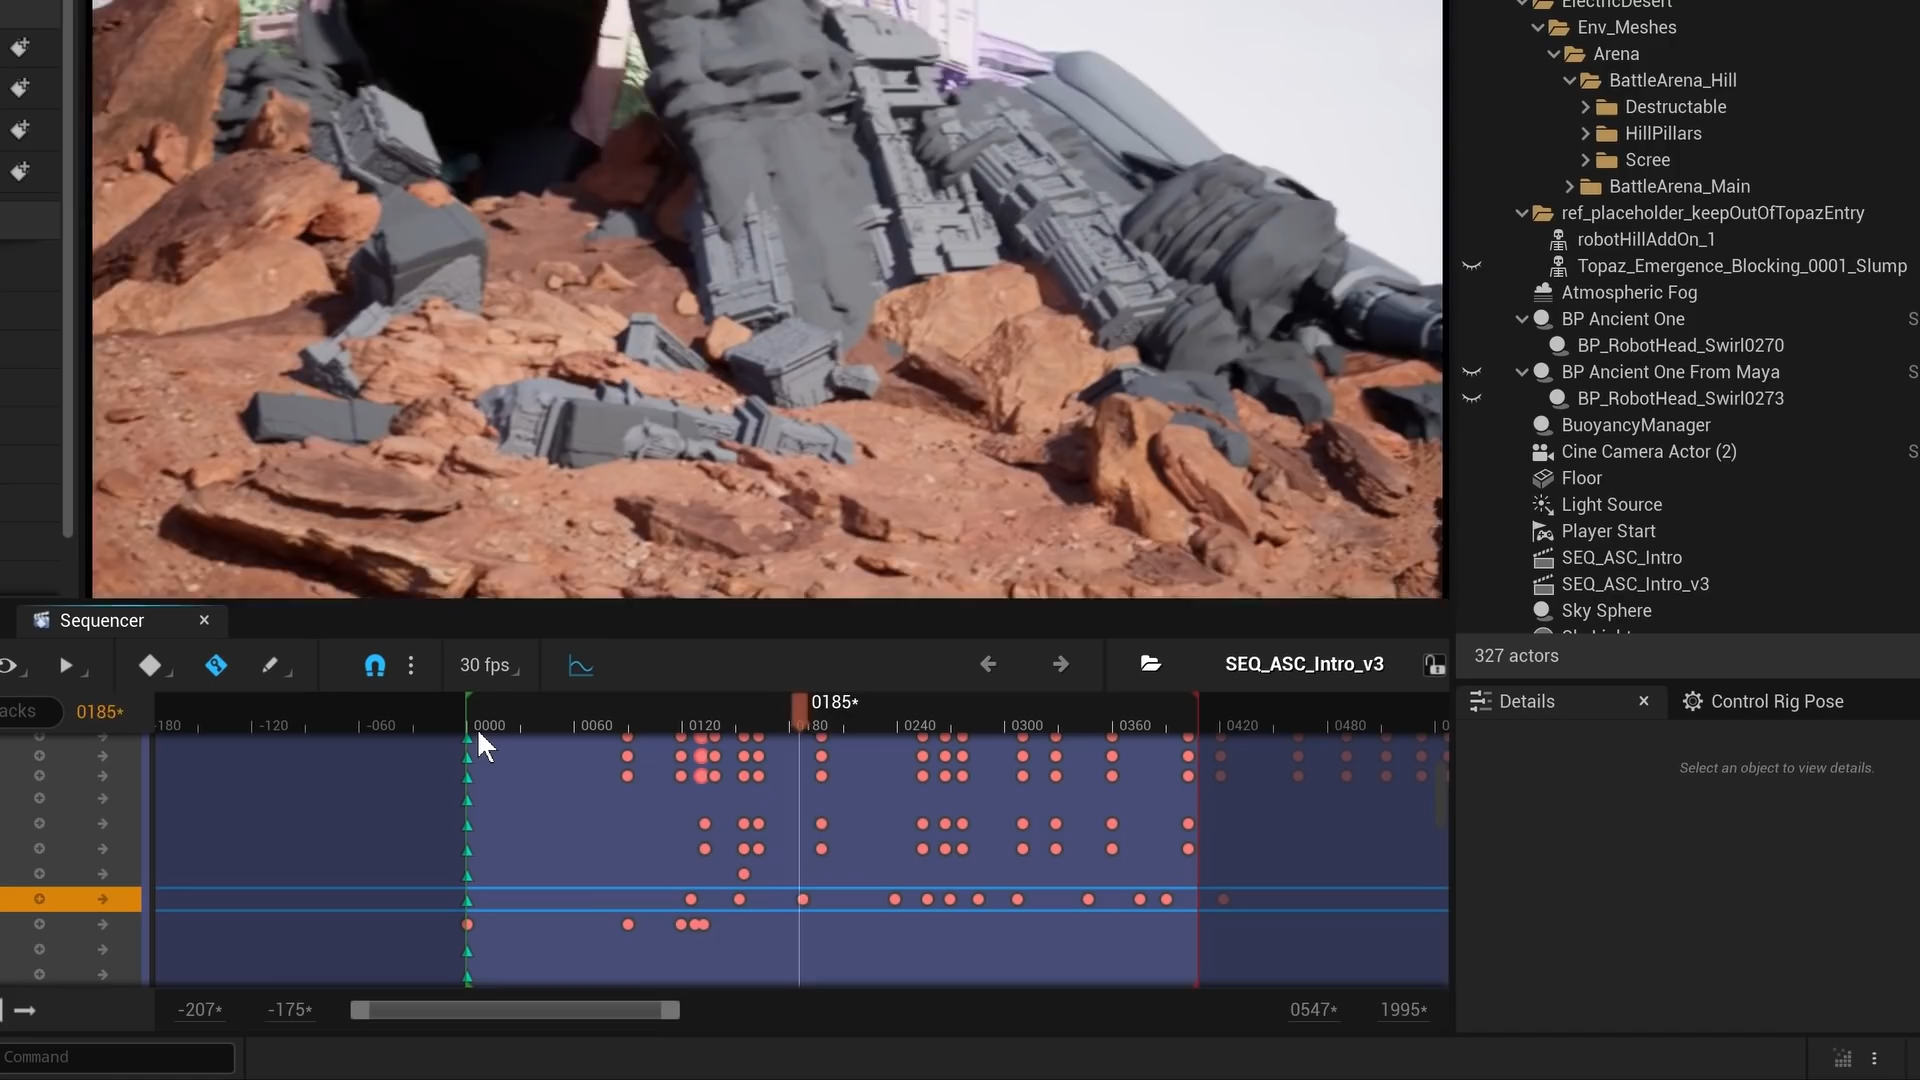 ElectricDesert
Env_Meshes
Arena
BattleArena_Hill
Destructable
HillPillars
Scree
BattleArena_Main
ref_placeholder_keepOutOfTopazEntry
robotHillAddOn_1
Topaz_Emergence_Blocking_0001_Slump
Atmospheric Fog
BP Ancient One S
BP_RobotHead_Swirl0270
BP Ancient One From Maya S
BP_RobotHead_Swirl0273
BuoyancyManager
Cine Camera Actor (2) S
Floor
Light Source
Player Start
SEQ_ASC_Intro
SEQ_ASC_Intro_v3
Sky Sphere
327 actors
Details
Control Rig Pose
Select an object to view details.
Sequencer
30 fps
SEQ_ASC_Intro_v3
acks
0185*
0185*
-180 -120 -060 0000 0060 0120 0180 0240 0300 0360 0420 0480
-207* -175* 0547* 1995*
Command